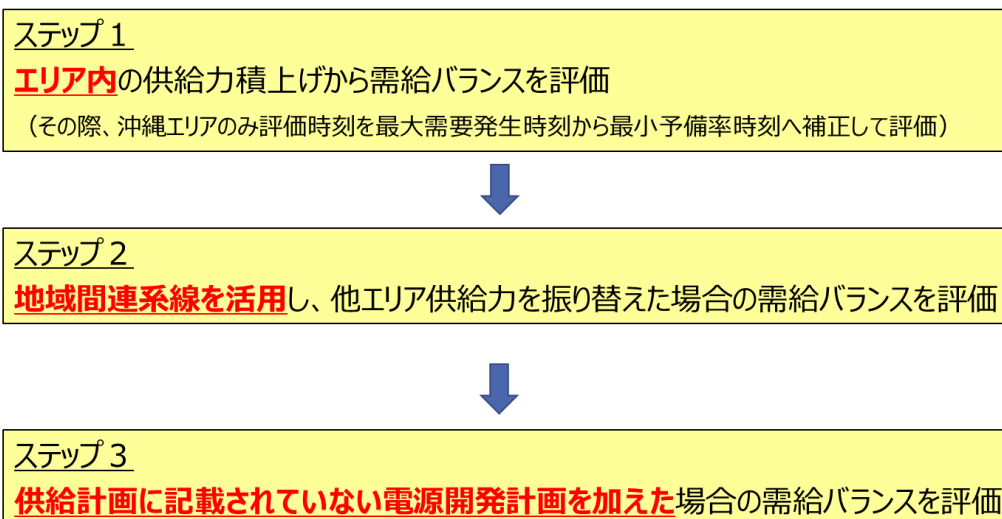 ステップ1
エリア内の供給力積上げから需給バランスを評価
(その際、沖縄エリアのみ評価時刻を最大需要発生時刻から最小予備率時刻へ補正して評価)
ステップ2
地域間連系線を活用し、他エリア供給力を振り替えた場合の需給バランスを評価
ステップ3
供給計画に記載されていない電源開発計画を加えた場合の需給バランスを評価